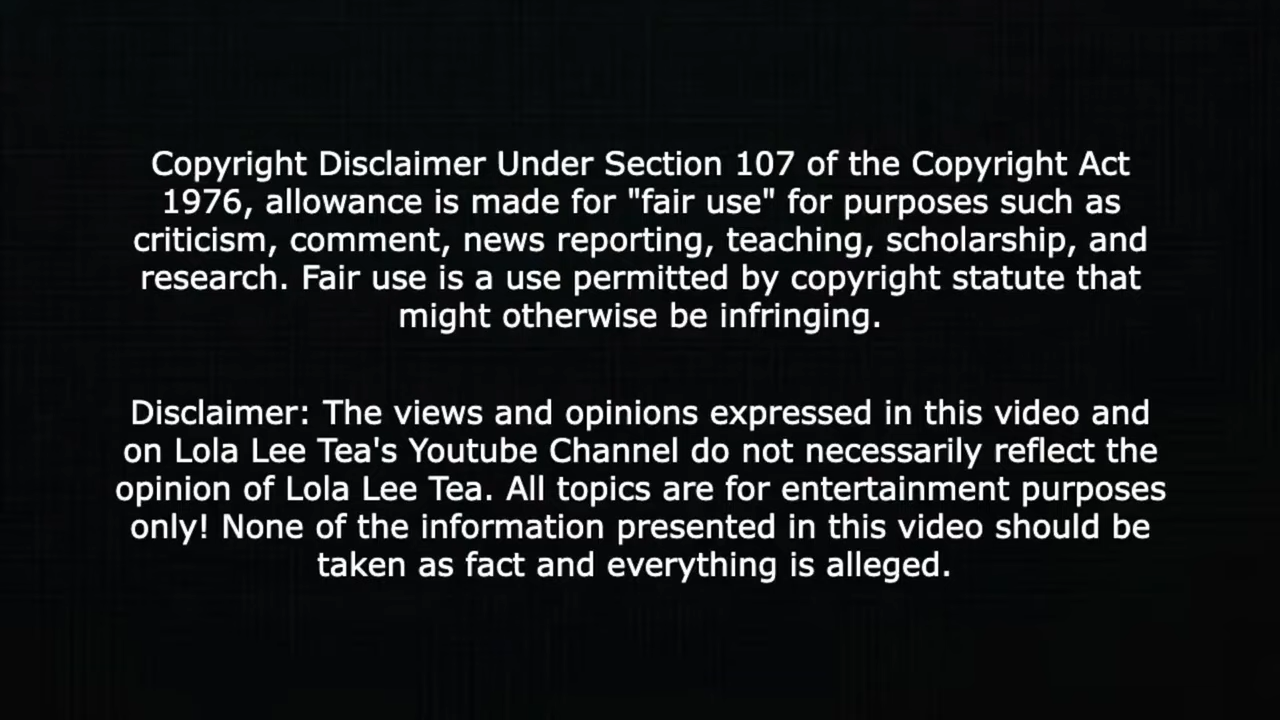 Copyright Disclaimer Under Section 107 of the Copyright Act
1976, allowance is made for "fair use" for purposes such as
criticism, comment, news reporting, teaching, scholarship, and
research. Fair use is a use permitted by copyright statute that
might otherwise be infringing.
Disclaimer: The views and opinions expressed in this video and
on Lola Lee Tea's Youtube Channel do not necessarily reflect the
opinion of Lola Lee Tea. All topics are for entertainment purposes
only! None of the information presented in this video should be
taken as fact and everything is alleged.